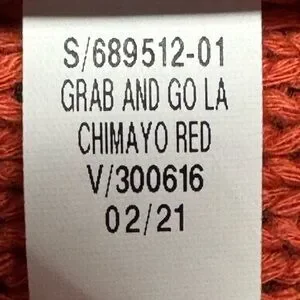 S/689512-01
GRAB AND GO LA
CHIMAYO RED
V/300616
02/21